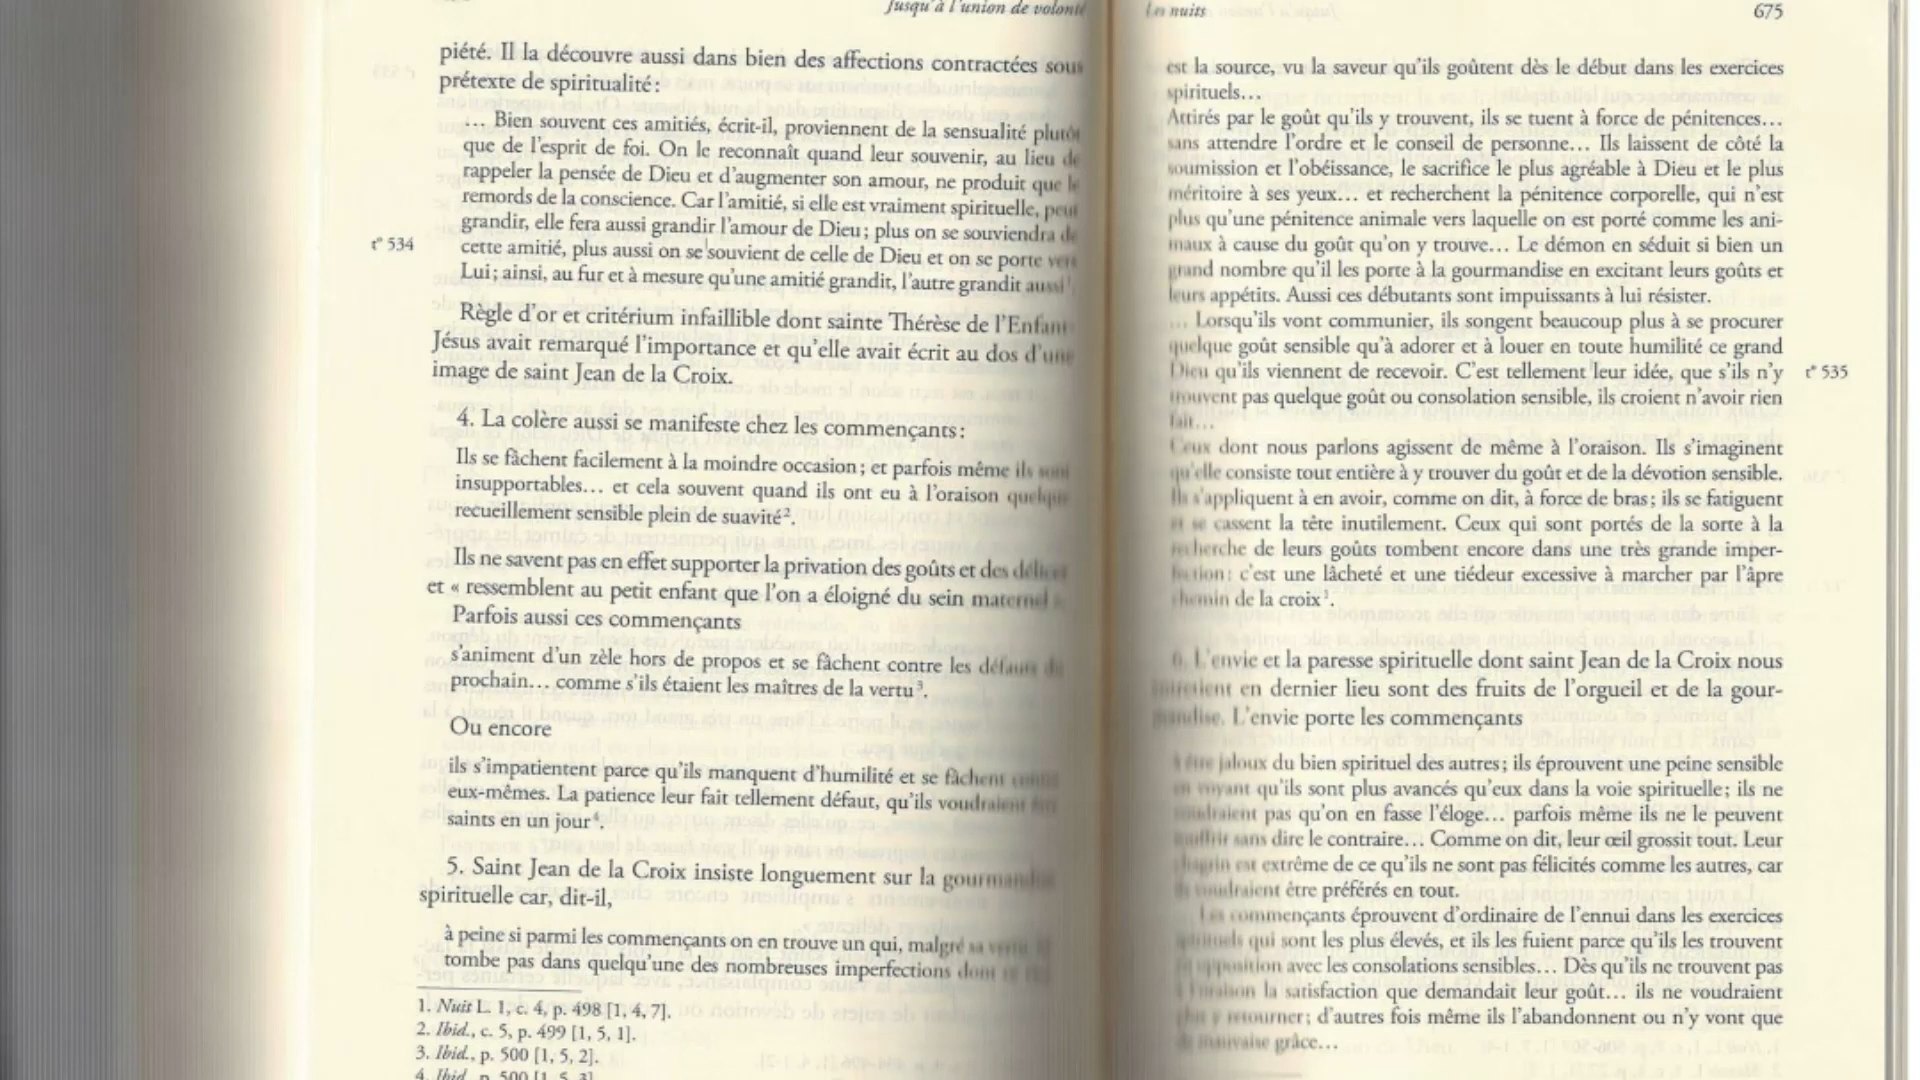 Jusqu'à l'union de volonté
piété. Il la découvre aussi dans bien des affections contractées sous
prétexte de spiritualité :
… Bien souvent ces amitiés, écrit-il, proviennent de la sensualité plutôt
que de l'esprit de foi. On le reconnaît quand leur souvenir, au lieu de
rappeler la pensée de Dieu et d'augmenter son amour, ne produit que le
remords de la conscience. Car l'amitié, si elle est vraiment spirituelle, peut
grandir, elle fera aussi grandir l'amour de Dieu ; plus on se souviendra de
rº 534
cette amitié, plus aussi on se souvient de celle de Dieu et on se porte vers
Lui ; ainsi, au fur et à mesure qu'une amitié grandit, l'autre grandit aussi¹.
Règle d'or et critérium infaillible dont sainte Thérèse de l'Enfant
Jésus avait remarqué l'importance et qu'elle avait écrit au dos d'une
image de saint Jean de la Croix.
4. La colère aussi se manifeste chez les commençants :
Ils se fâchent facilement à la moindre occasion ; et parfois même ils sont
insupportables… et cela souvent quand ils ont eu à l'oraison quelque
recueillement sensible plein de suavité².
Ils ne savent pas en effet supporter la privation des goûts et des délices
et « ressemblent au petit enfant que l'on a éloigné du sein maternel ».
Parfois aussi ces commençants
s'animent d'un zèle hors de propos et se fâchent contre les défauts du
prochain… comme s'ils étaient les maîtres de la vertu³.
Ou encore
ils s'impatientent parce qu'ils manquent d'humilité et se fâchent contre
eux-mêmes. La patience leur fait tellement défaut, qu'ils voudraient être
saints en un jour⁴.
5. Saint Jean de la Croix insiste longuement sur la gourmandise
spirituelle car, dit-il,
à peine si parmi les commençants on en trouve un qui, malgré sa vertu
tombe pas dans quelqu'une des nombreuses imperfections dont
1. Nuit L. 1, c. 4, p. 498 [1, 4, 7].
2. Ibid., c. 5, p. 499 [1, 5, 1].
3. Ibid., p. 500 [1, 5, 2].
4. Ibid., p. 500 [1, 5, 3].
Les nuits
675
est la source, vu la saveur qu'ils goûtent dès le début dans les exercices
spirituels…
Attirés par le goût qu'ils y trouvent, ils se tuent à force de pénitences…
sans attendre l'ordre et le conseil de personne… Ils laissent de côté la
soumission et l'obéissance, le sacrifice le plus agréable à Dieu et le plus
méritoire à ses yeux… et recherchent la pénitence corporelle, qui n'est
plus qu'une pénitence animale vers laquelle on est porté comme les ani-
maux à cause du goût qu'on y trouve… Le démon en séduit si bien un
grand nombre qu'il les porte à la gourmandise en excitant leurs goûts et
leurs appétits. Aussi ces débutants sont impuissants à lui résister.
… Lorsqu'ils vont communier, ils songent beaucoup plus à se procurer
quelque goût sensible qu'à adorer et à louer en toute humilité ce grand
Dieu qu'ils viennent de recevoir. C'est tellement leur idée, que s'ils n'y
rº 535
trouvent pas quelque goût ou consolation sensible, ils croient n'avoir rien
fait…
Ceux dont nous parlons agissent de même à l'oraison. Ils s'imaginent
qu'elle consiste tout entière à y trouver du goût et de la dévotion sensible.
Ils s'appliquent à en avoir, comme on dit, à force de bras ; ils se fatiguent
et se cassent la tête inutilement. Ceux qui sont portés de la sorte à la
recherche de leurs goûts tombent encore dans une très grande imper-
fection : c'est une lâcheté et une tiédeur excessive à marcher par l'âpre
chemin de la croix¹.
6. L'envie et la paresse spirituelle dont saint Jean de la Croix nous
entretient en dernier lieu sont des fruits de l'orgueil et de la gour-
mandise. L'envie porte les commençants
à être jaloux du bien spirituel des autres ; ils éprouvent une peine sensible
en voyant qu'ils sont plus avancés qu'eux dans la voie spirituelle ; ils ne
voudraient pas qu'on en fasse l'éloge… parfois même ils ne le peuvent
souffrir sans dire le contraire… Comme on dit, leur œil grossit tout. Leur
chagrin est extrême de ce qu'ils ne sont pas félicités comme les autres, car
ils voudraient être préférés en tout.
Les commençants éprouvent d'ordinaire de l'ennui dans les exercices
spirituels qui sont les plus élevés, et ils les fuient parce qu'ils les trouvent
opposition avec les consolations sensibles… Dès qu'ils ne trouvent pas
à l'oraison la satisfaction que demandait leur goût… ils ne voudraient
plus y retourner ; d'autres fois même ils l'abandonnent ou n'y vont que
de mauvaise grâce…